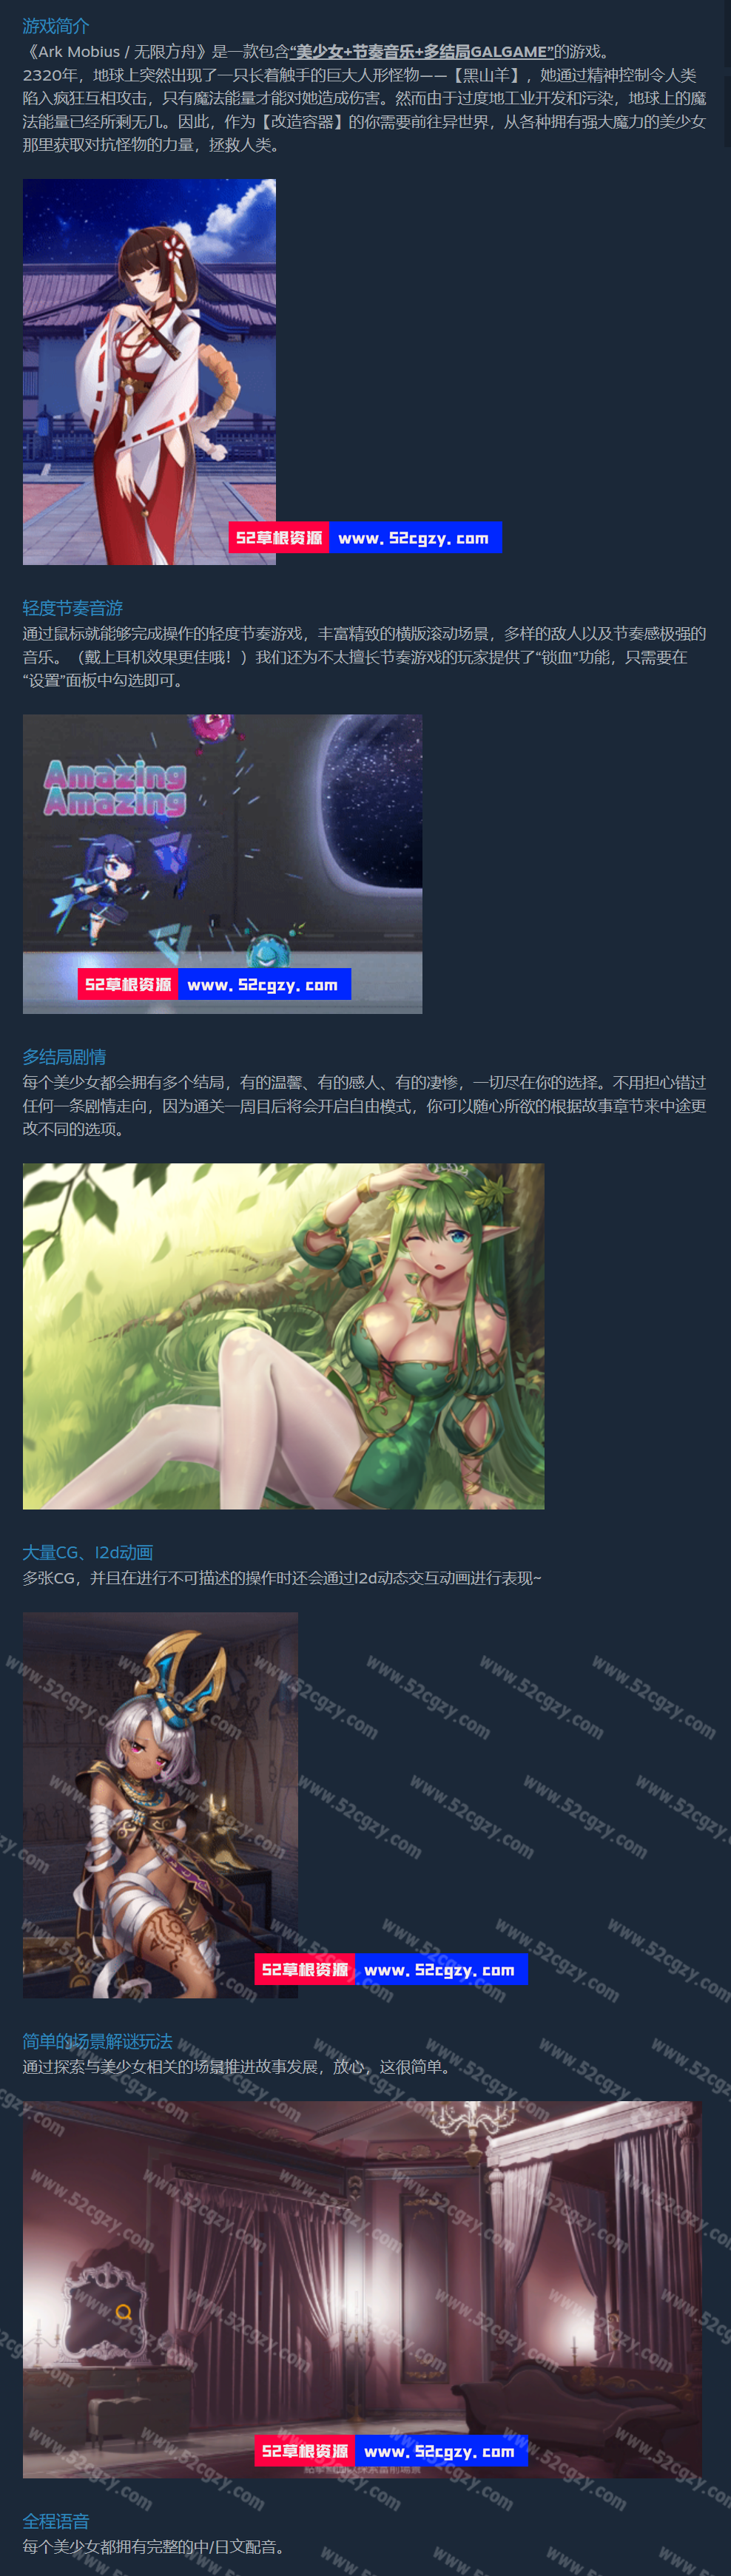 游戏简介
《Ark Mobius / 无限方舟》是一款包含“美少女+节奏音乐+多结局GALGAME”的游戏。
2320年，地球上突然出现了一只长着触手的巨大人形怪物——【黑山羊】，她通过精神控制令人类
陷入疯狂互相攻击，只有魔法能量才能对她造成伤害。然而由于过度地工业开发和污染，地球上的魔
法能量已经所剩无几。因此，作为【改造容器】的你需要前往异世界，从各种拥有强大魔力的美少女
那里获取对抗怪物的力量，拯救人类。
52草根资源 www.52cgzy.com
轻度节奏音游
通过鼠标就能够完成操作的轻度节奏游戏，丰富精致的横版滚动场景，多样的敌人以及节奏感极强的
音乐。（戴上耳机效果更佳哦！）我们还为不太擅长节奏游戏的玩家提供了“锁血”功能，只需要在
“设置”面板中勾选即可。
Amazing
Amazing
52草根资源 www.52cgzy.com
多结局剧情
每个美少女都会拥有多个结局，有的温馨、有的感人、有的凄惨，一切尽在你的选择。不用担心错过
任何一条剧情走向，因为通关一周目后将会开启自由模式，你可以随心所欲的根据故事章节来中途更
改不同的选项。
大量CG、l2d动画
多张CG，并且在进行不可描述的操作时还会通过l2d动态交互动画进行表现~
www.52cgzy.com
52草根资源 www.52cgzy.com
简单的场景解谜玩法
通过探索与美少女相关的场景推进故事发展，放心，这很简单。
52草根资源 www.52cgzy.com
全程语音
每个美少女都拥有完整的中/日文配音。